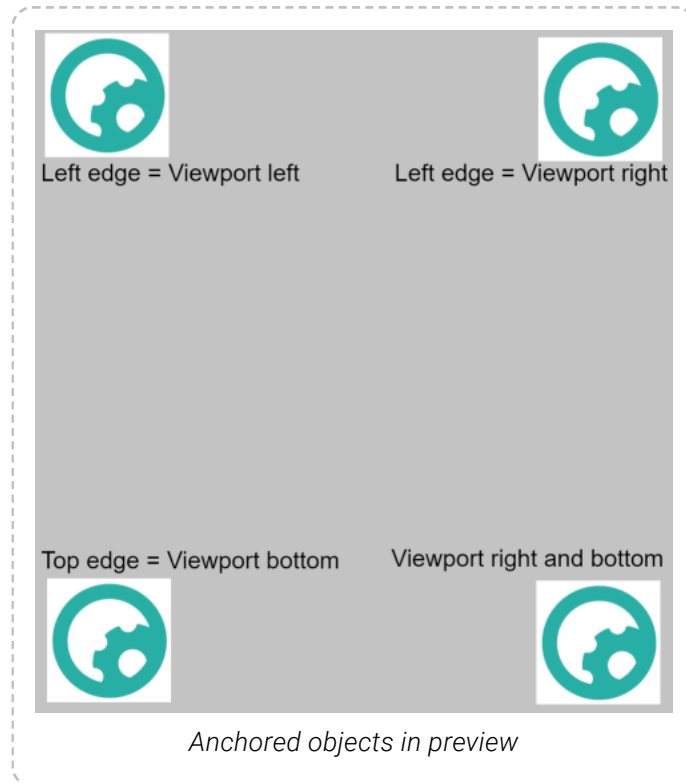 Left edge = Viewport left
Left edge = Viewport right
Top edge = Viewport bottom
Viewport right and bottom
Anchored objects in preview